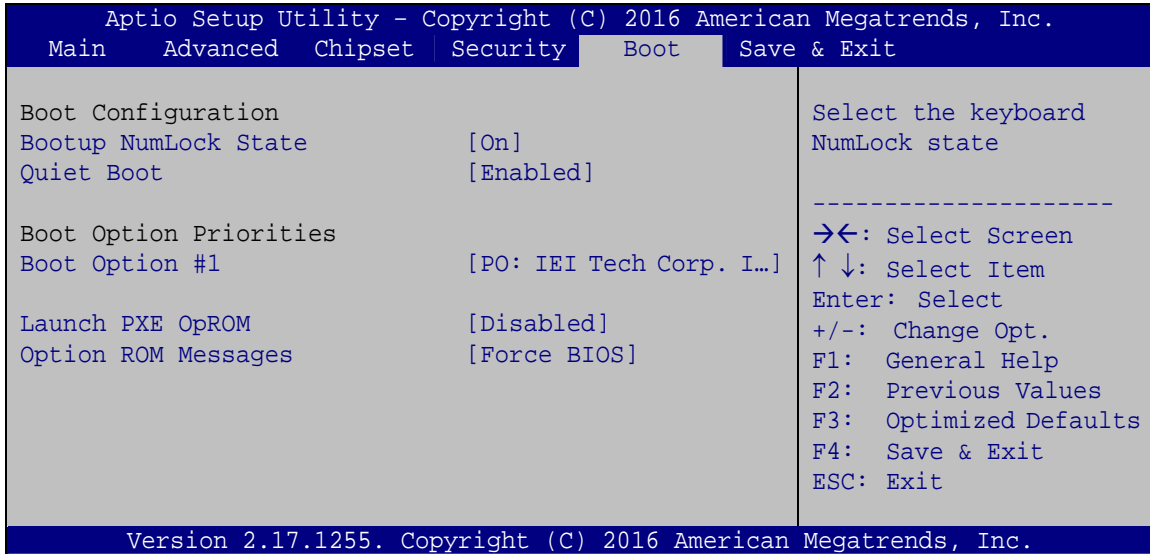 Aptio Setup Utility – Copyright (C) 2016 American Megatrends, Inc.
Main Advanced Chipset Security Boot Save & Exit
Boot Configuration
Bootup NumLock State [On]
Quiet Boot [Enabled]
Boot Option Priorities
Boot Option #1 [PO: IEI Tech Corp. I…]
Launch PXE OpROM [Disabled]
Option ROM Messages [Force BIOS]
Select the keyboard
NumLock state
---------------------
→←: Select Screen
↑ ↓: Select Item
Enter: Select
+/-: Change Opt.
F1: General Help
F2: Previous Values
F3: Optimized Defaults
F4: Save & Exit
ESC: Exit
Version 2.17.1255. Copyright (C) 2016 American Megatrends, Inc.